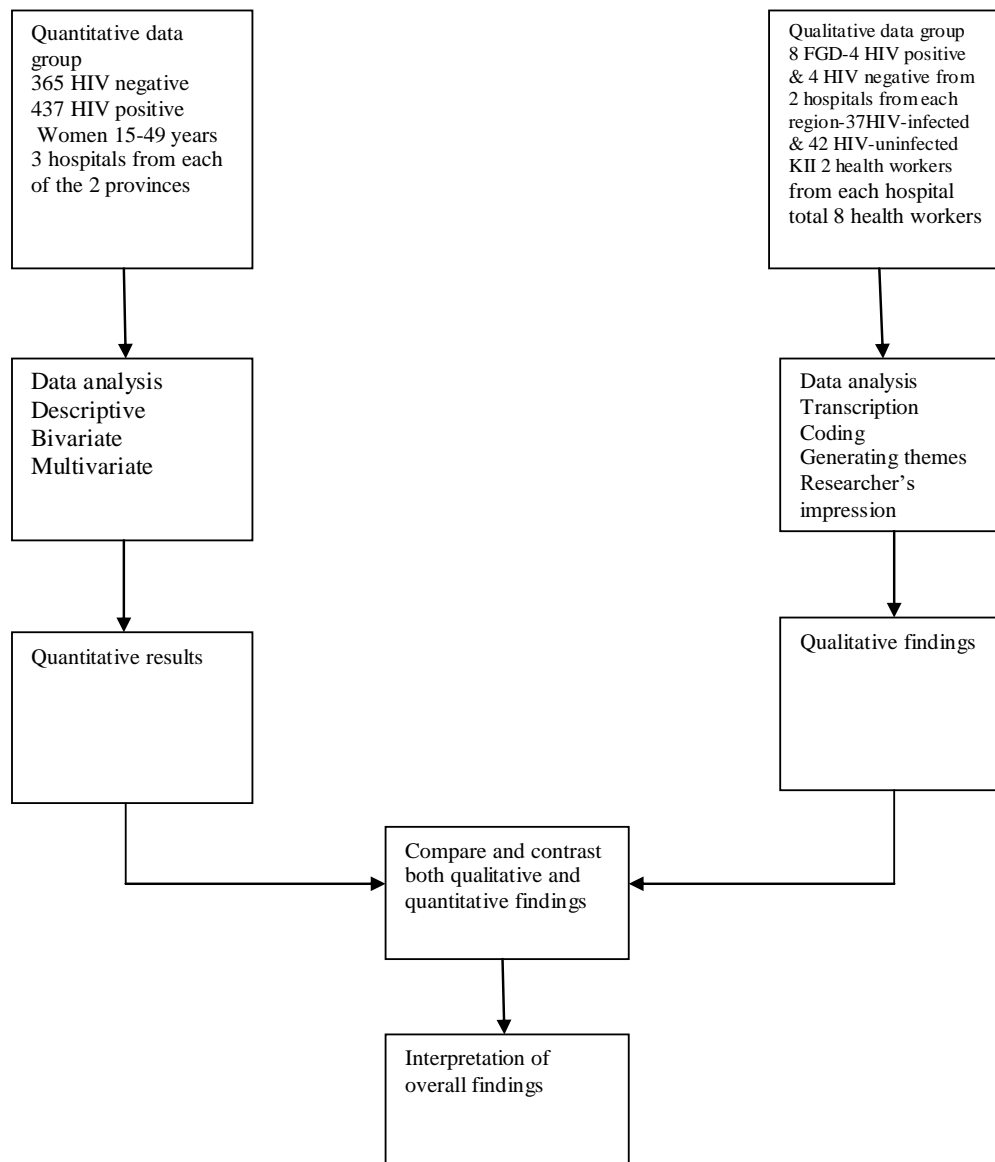 Quantitative data
group
365 HIV negative
437 HIV positive
Women 15-49 years
3 hospitals from each
of the 2 provinces
Qualitative data group
8 FGD-4 HIV positive
& 4 HIV negative from
2 hospitals from each
region-37HIV-infected
& 42 HIV-uninfected
KII 2 health workers
from each hospital
total 8 health workers
Data analysis
Descriptive
Bivariate
Multivariate
Data analysis
Transcription
Coding
Generating themes
Researcher's
impression
Quantitative results
Qualitative findings
Compare and contrast
both qualitative and
quantitative findings
Interpretation of
overall findings